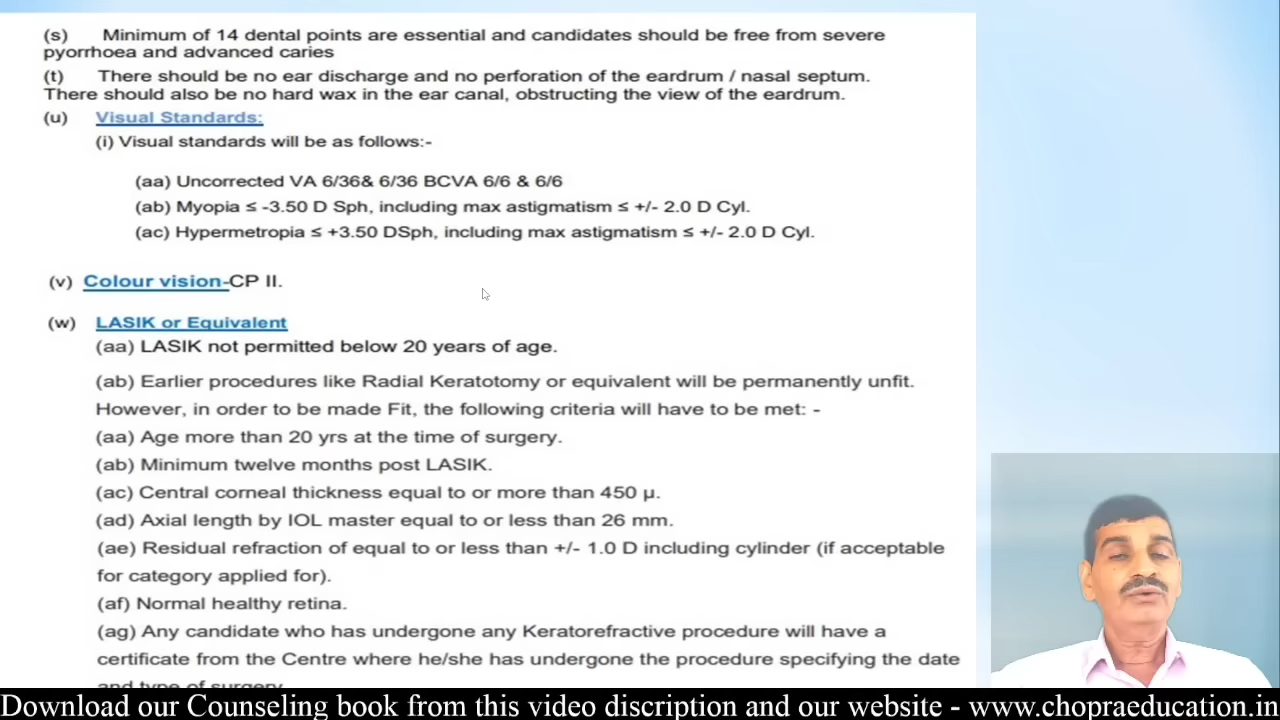 (s) Minimum of 14 dental points are essential and candidates should be free from severe
pyorrhoea and advanced caries
(t) There should be no ear discharge and no perforation of the eardrum / nasal septum.
There should also be no hard wax in the ear canal, obstructing the view of the eardrum.
(u) Visual Standards:
(i) Visual standards will be as follows:-
(aa) Uncorrected VA 6/36& 6/36 BCVA 6/6 & 6/6
(ab) Myopia ≤ -3.50 D Sph, including max astigmatism ≤ +/- 2.0 D Cyl.
(ac) Hypermetropia ≤ +3.50 DSph, including max astigmatism ≤ +/- 2.0 D Cyl.
(v) Colour vision-CP II.
(w) LASIK or Equivalent
(aa) LASIK not permitted below 20 years of age.
(ab) Earlier procedures like Radial Keratotomy or equivalent will be permanently unfit.
However, in order to be made Fit, the following criteria will have to be met: -
(aa) Age more than 20 yrs at the time of surgery.
(ab) Minimum twelve months post LASIK.
(ac) Central corneal thickness equal to or more than 450 µ.
(ad) Axial length by IOL master equal to or less than 26 mm.
(ae) Residual refraction of equal to or less than +/- 1.0 D including cylinder (if acceptable
for category applied for).
(af) Normal healthy retina.
(ag) Any candidate who has undergone any Keratorefractive procedure will have a
certificate from the Centre where he/she has undergone the procedure specifying the date
and type of surgery
Download our Counseling book from this video discription and our website - www.chopraeducation.in